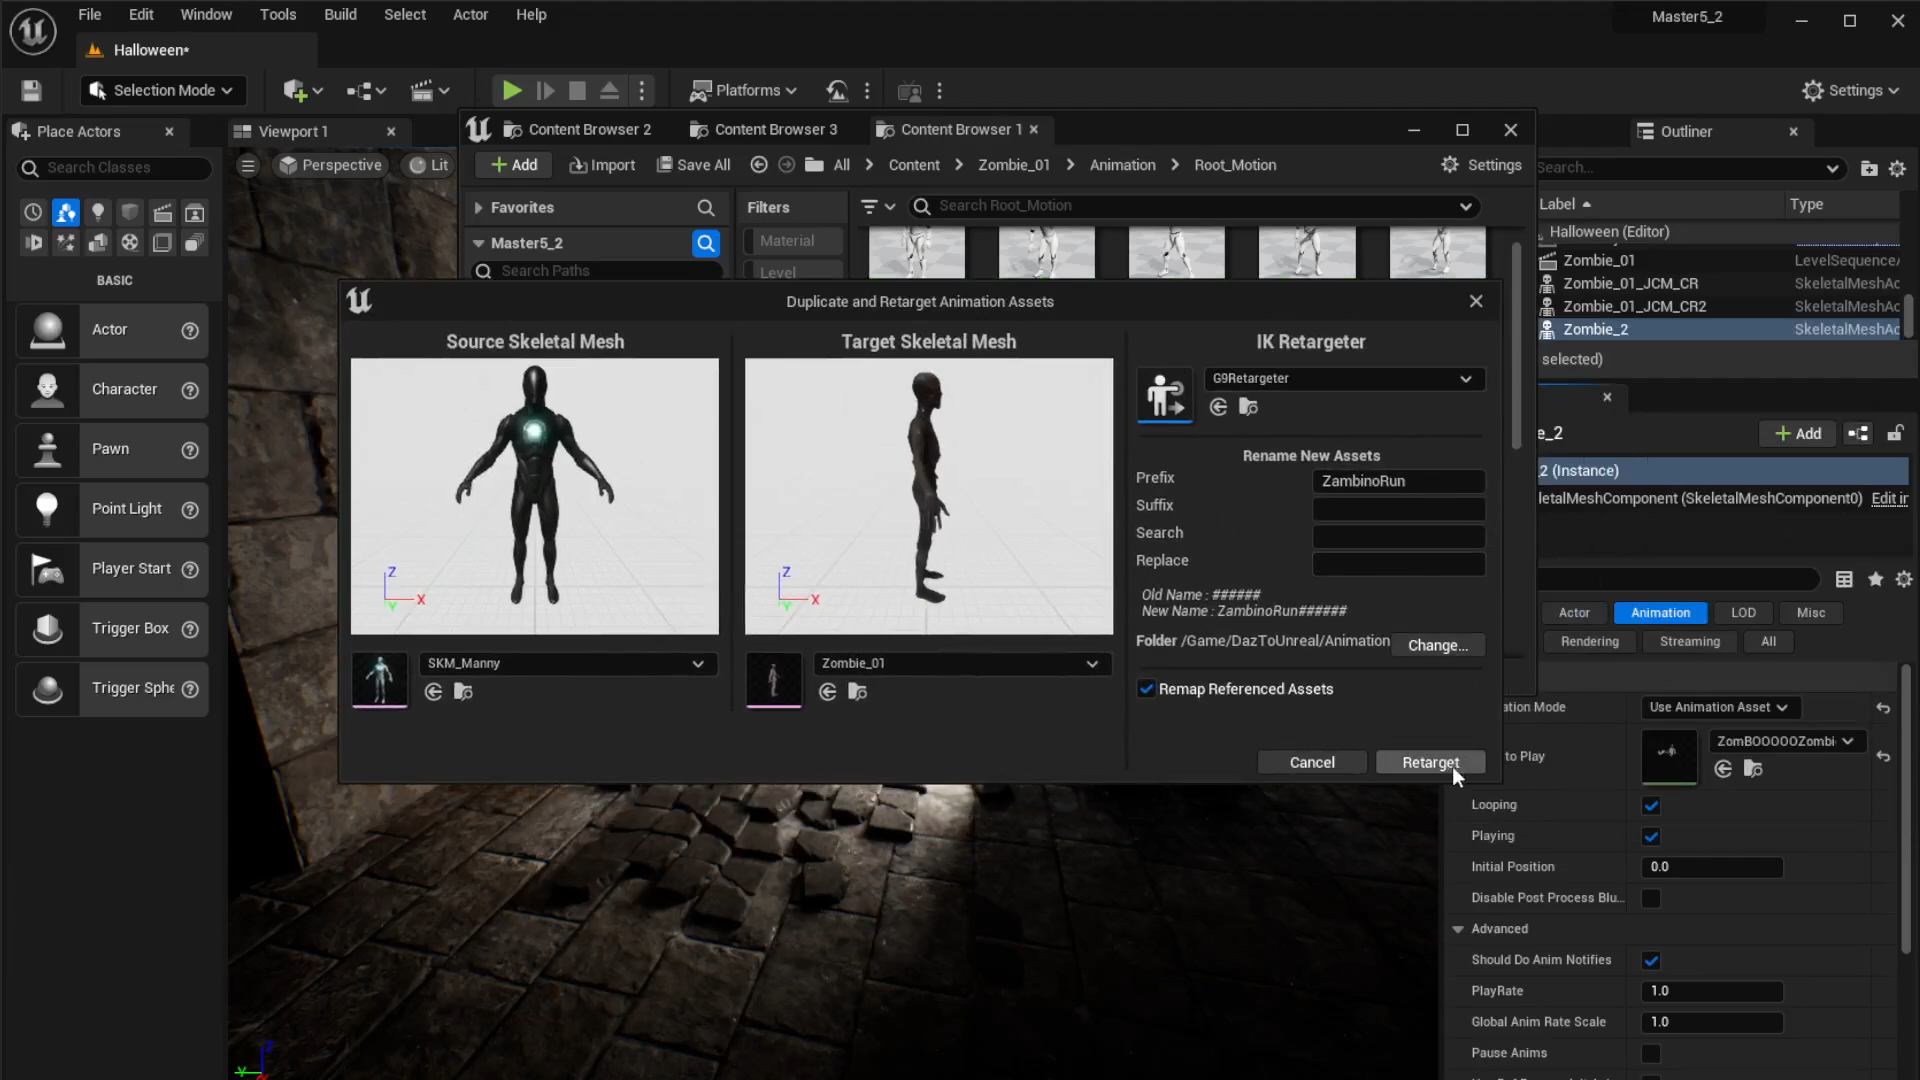 File Edit Window Tools Build Select Actor Help
Master5_2
Halloween*
Selection Mode
Platforms
Settings
Place Actors
Viewport 1
Content Browser 2
Content Browser 3
Content Browser 1
Outliner
Search Classes
Perspective
Lit
Add
Import
Save All
All
Content
Zombie_01
Animation
Root_Motion
Settings
Search...
Favorites
Filters
Search Root_Motion
Label
Type
Master5_2
Material
Halloween (Editor)
Search Paths
Level
Zombie_01
LevelSequenceA
Zombie_01_JCM_CR
SkeletalMeshAc
Zombie_01_JCM_CR2
SkeletalMeshAc
Zombie_2
SkeletalMeshAc
selected)
BASIC
Actor
Character
Pawn
Point Light
Player Start
Trigger Box
Trigger Sphe
Duplicate and Retarget Animation Assets
Source Skeletal Mesh
Target Skeletal Mesh
IK Retargeter
G9Retargeter
Rename New Assets
Prefix
ZambinoRun
Suffix
Search
Replace
Old Name : ######
New Name : ZambinoRun######
Folder /Game/DazToUnreal/Animation
Change...
Z
X
Y
Z
X
Y
SKM_Manny
Zombie_01
Remap Referenced Assets
Cancel
Retarget
e_2
Add
_2 (Instance)
letalMeshComponent (SkeletalMeshComponent0) Edit ir
Actor
Animation
LOD
Misc
Rendering
Streaming
All
ation Mode
Use Animation Asset
to Play
ZomBOOOOOZombi
Looping
Playing
Initial Position
0.0
Disable Post Process Blu...
Advanced
Should Do Anim Notifies
PlayRate
1.0
Global Anim Rate Scale
1.0
Pause Anims